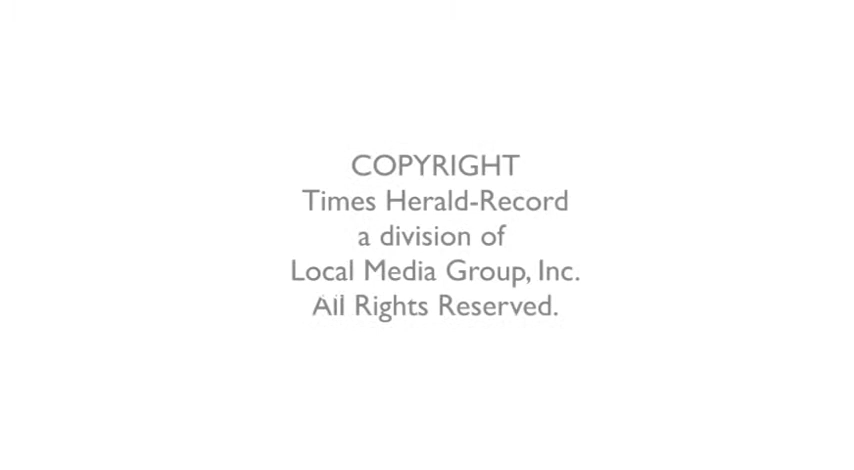 COPYRIGHT
Times Herald-Record
a division of
Local Media Group, Inc.
All Rights Reserved.